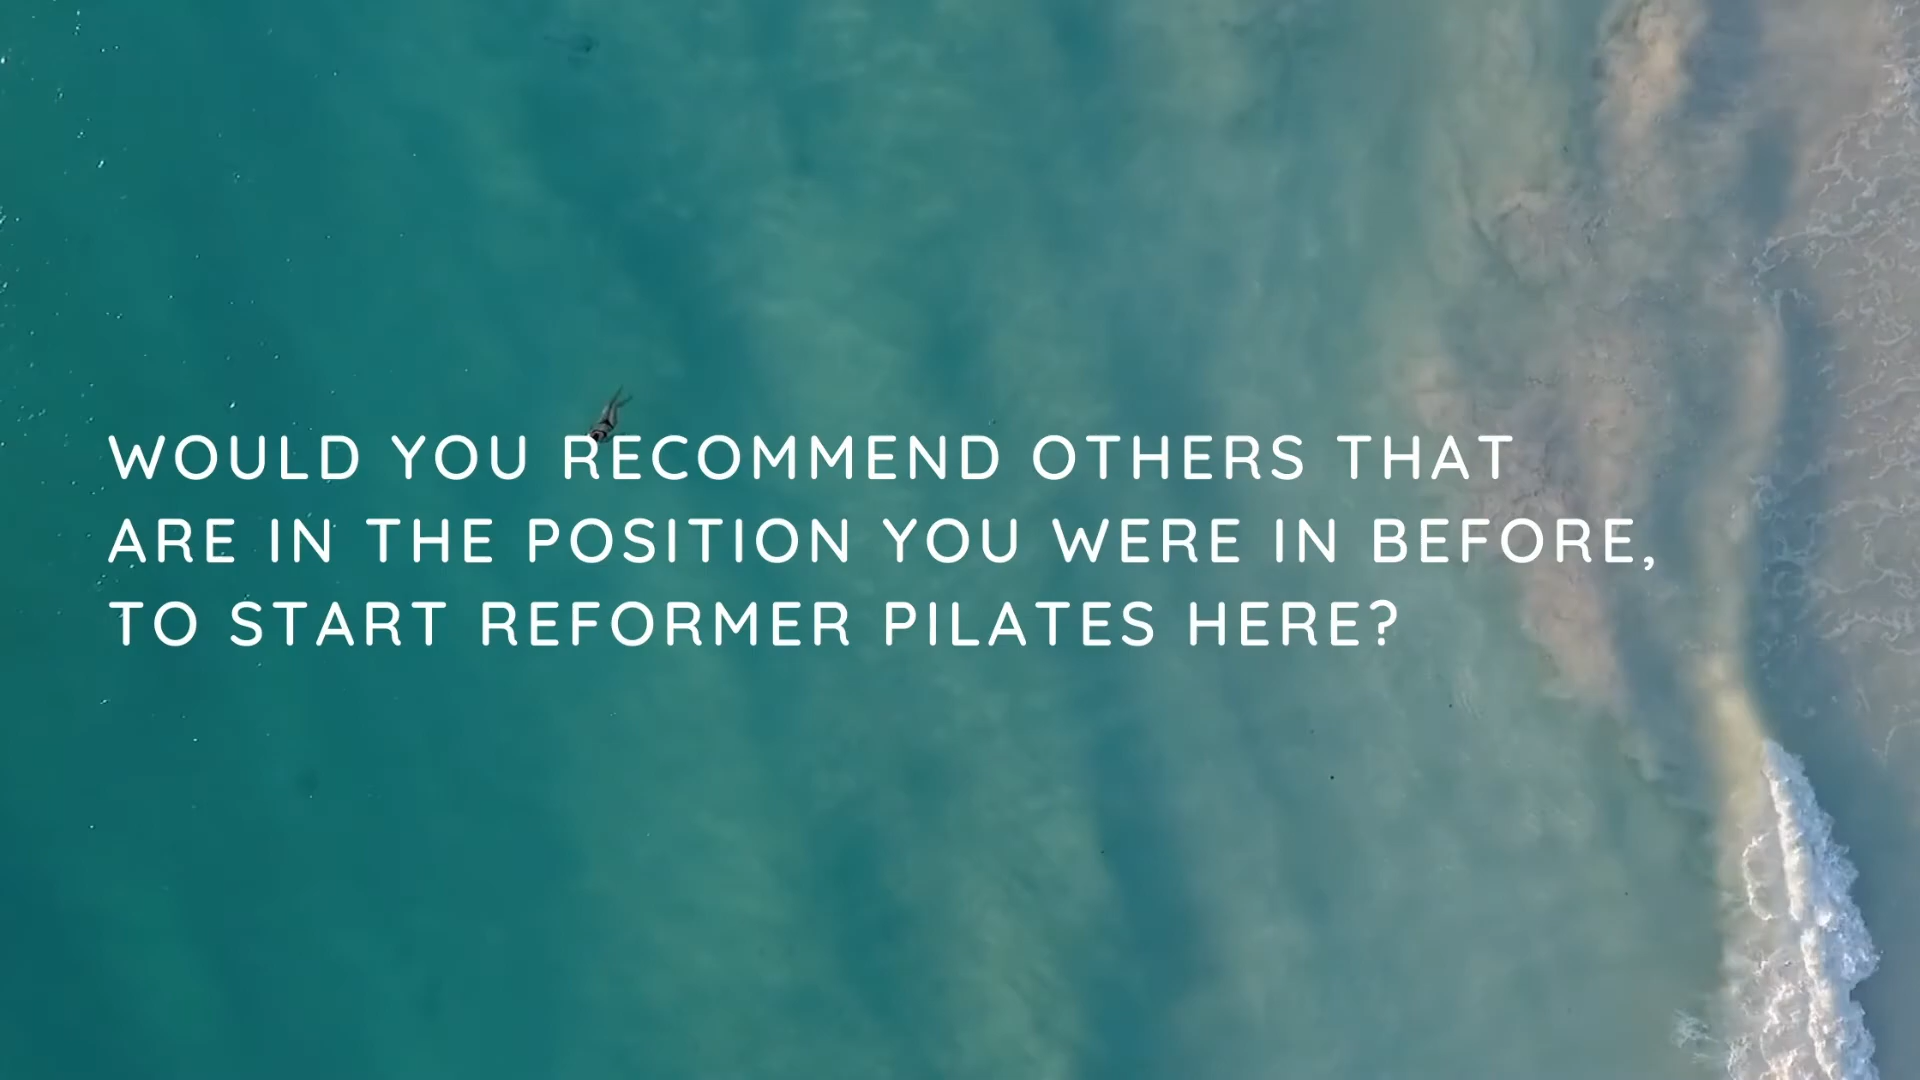 WOULD YOU RECOMMEND OTHERS THAT
ARE IN THE POSITION YOU WERE IN BEFORE,
TO START REFORMER PILATES HERE?